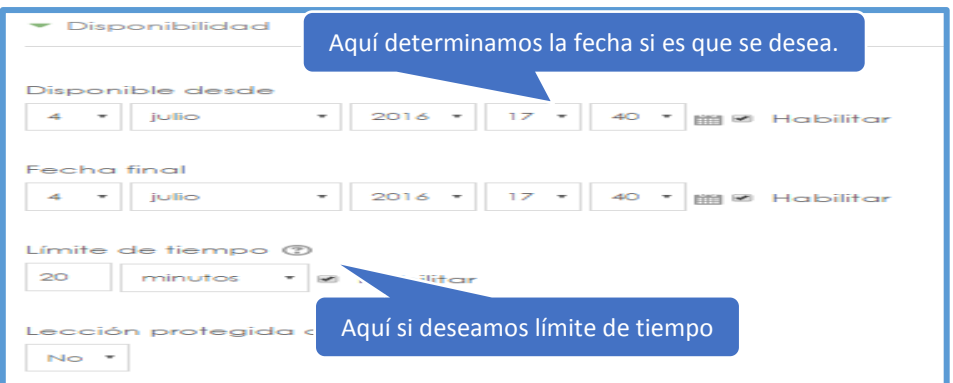 Disponibilidad
Aquí determinamos la fecha si es que se desea.
Disponible desde
4 julio 2016 17 40 Habilitar
Fecha final
4 julio 2016 17 40 Habilitar
Límite de tiempo ?
20 minutos
Aquí si deseamos límite de tiempo
Lección protegida
No